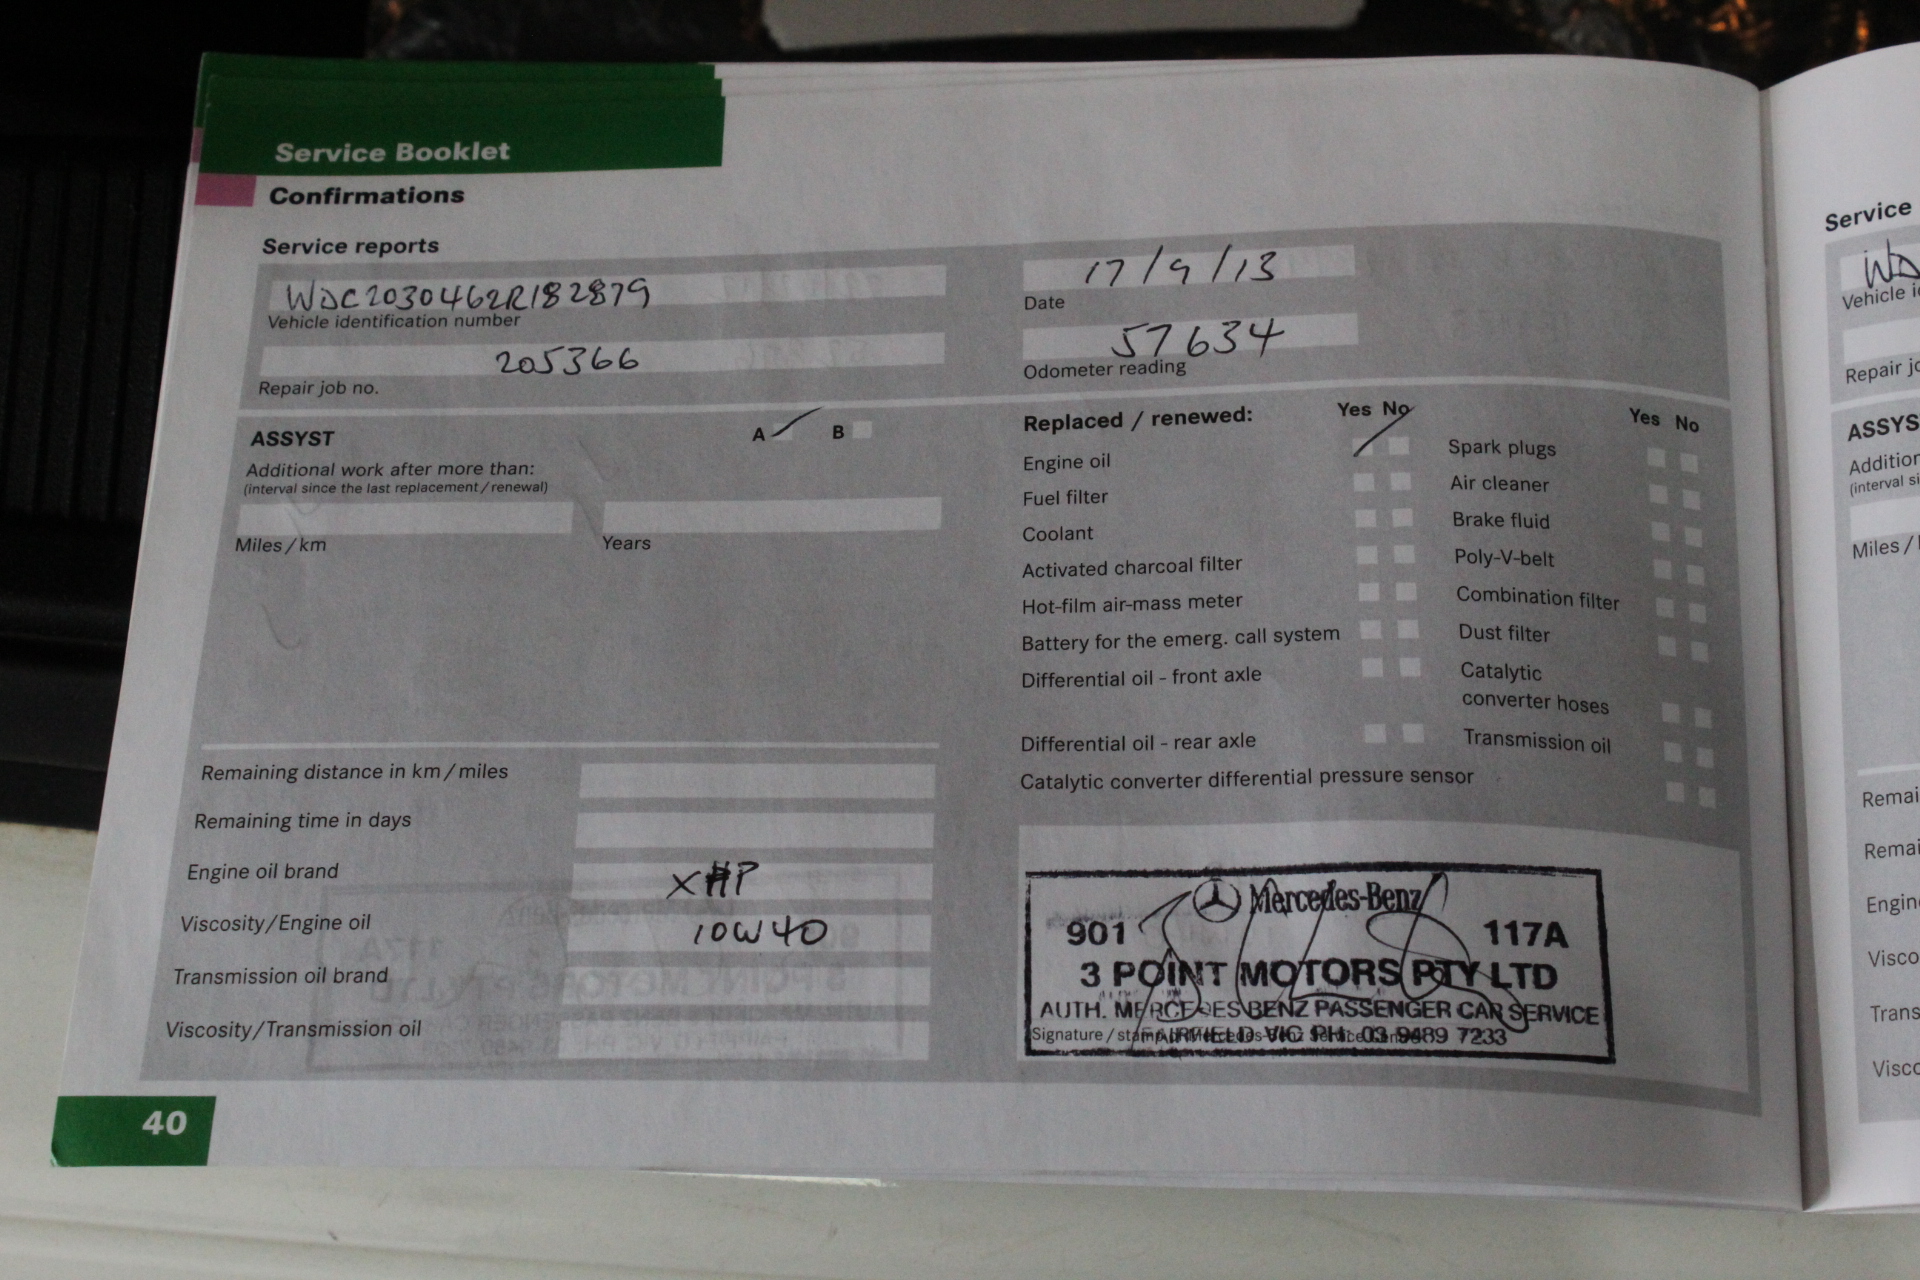 Service Booklet
Confirmations
Service reports
WDC2030462R182879
Vehicle identification number
17/9/13
Date
205366
Repair job no.
57634
Odometer reading
ASSYST
A B
Additional work after more than:
(interval since the last replacement/renewal)
Miles/km
Years
Replaced / renewed: Yes No
Yes No
Engine oil
Spark plugs
Fuel filter
Air cleaner
Coolant
Brake fluid
Activated charcoal filter
Poly-V-belt
Hot-film air-mass meter
Combination filter
Battery for the emerg. call system
Dust filter
Differential oil - front axle
Catalytic
converter hoses
Differential oil - rear axle
Transmission oil
Catalytic converter differential pressure sensor
Remaining distance in km/miles
Remaining time in days
Engine oil brand
XHP
Viscosity/Engine oil
10W40
Transmission oil brand
Viscosity/Transmission oil
Mercedes-Benz
901 117A
3 POINT MOTORS PTY LTD
AUTH. MERCEDES BENZ PASSENGER CAR SERVICE
FAIRFIELD VIC PH: 03 9489 7233
Signature/stamp
40
Service
WD
Vehicle i
Repair jo
ASSYS
Addition
(interval si
Miles/
Remai
Remai
Engin
Visco
Trans
Visco